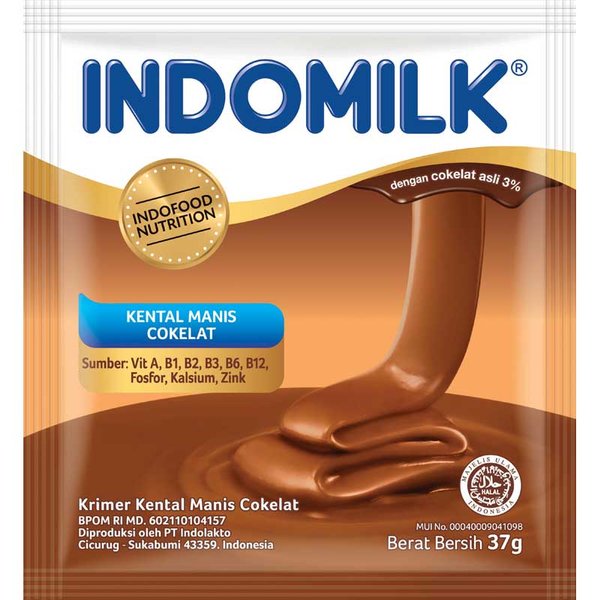 INDOMILK®
dengan cokelat asli 3%
INDOFOOD
NUTRITION
KENTAL MANIS
COKELAT
Sumber: Vit A, B1, B2, B3, B6, B12,
Fosfor, Kalsium, Zink
Krimer Kental Manis Cokelat
BPOM RI MD. 602110104157
Diproduksi oleh PT Indolakto
Cicurug - Sukabumi 43359. Indonesia
MAJELIS ULAMA
حلال
HALAL
INDONESIA
MUI No. 00040009041098
Berat Bersih 37g